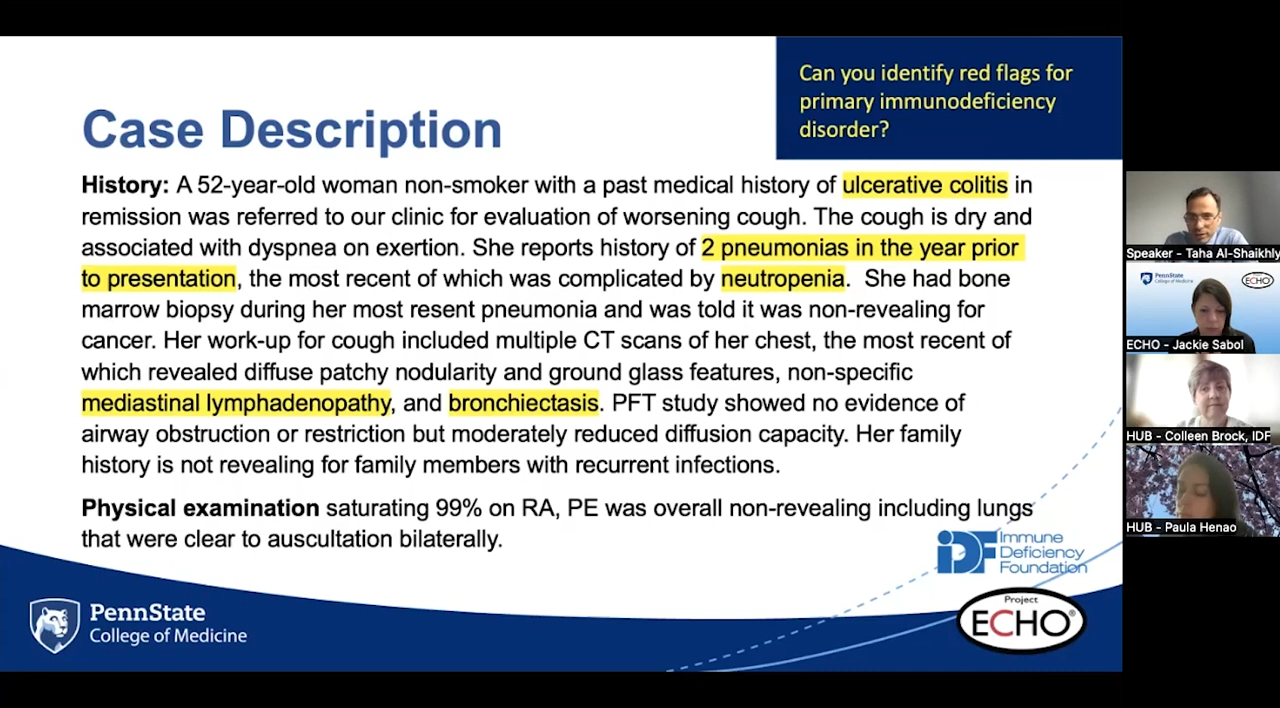 Can you identify red flags for
primary immunodeficiency
disorder?
Case Description
History: A 52-year-old woman non-smoker with a past medical history of ulcerative colitis in
remission was referred to our clinic for evaluation of worsening cough. The cough is dry and
associated with dyspnea on exertion. She reports history of 2 pneumonias in the year prior
to presentation, the most recent of which was complicated by neutropenia. She had bone
marrow biopsy during her most resent pneumonia and was told it was non-revealing for
cancer. Her work-up for cough included multiple CT scans of her chest, the most recent of
which revealed diffuse patchy nodularity and ground glass features, non-specific
mediastinal lymphadenopathy, and bronchiectasis. PFT study showed no evidence of
airway obstruction or restriction but moderately reduced diffusion capacity. Her family
history is not revealing for family members with recurrent infections.
Physical examination saturating 99% on RA, PE was overall non-revealing including lungs
that were clear to auscultation bilaterally.
IDF Immune
Deficiency
Foundation
Project
ECHO®
PennState
College of Medicine
Speaker - Taha Al-Shaikhly
PennState
College of Medicine
ECHO
ECHO - Jackie Sabol
HUB - Colleen Brock, IDF
HUB - Paula Henao